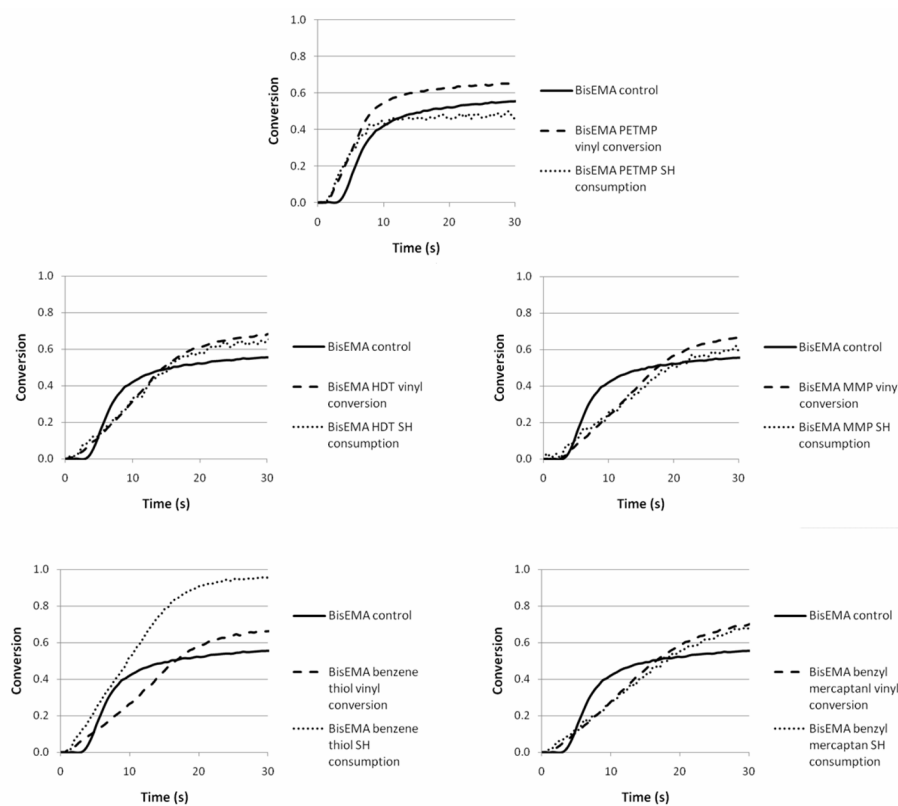 1.0
0.8
0.6
0.4
0.2
0.0
Conversion
0 10 20 30
Time (s)
BisEMA control
BisEMA PETMP
vinyl conversion
BisEMA PETMP SH
consumption
1.0
0.8
0.6
0.4
0.2
0.0
Conversion
0 10 20 30
Time (s)
BisEMA control
BisEMA HDT vinyl
conversion
BisEMA HDT SH
consumption
1.0
0.8
0.6
0.4
0.2
0.0
Conversion
0 10 20 30
Time (s)
BisEMA control
BisEMA MMP viny
conversion
BisEMA MMP SH
consumption
1.0
0.8
0.6
0.4
0.2
0.0
Conversion
0 10 20 30
Time (s)
BisEMA control
BisEMA benzene
thiol vinyl
conversion
BisEMA benzene
thiol SH
consumption
1.0
0.8
0.6
0.4
0.2
0.0
Conversion
0 10 20 30
Time (s)
BisEMA control
BisEMA benzyl
mercaptanl vinyl
conversion
BisEMA benzyl
mercaptan SH
consumption